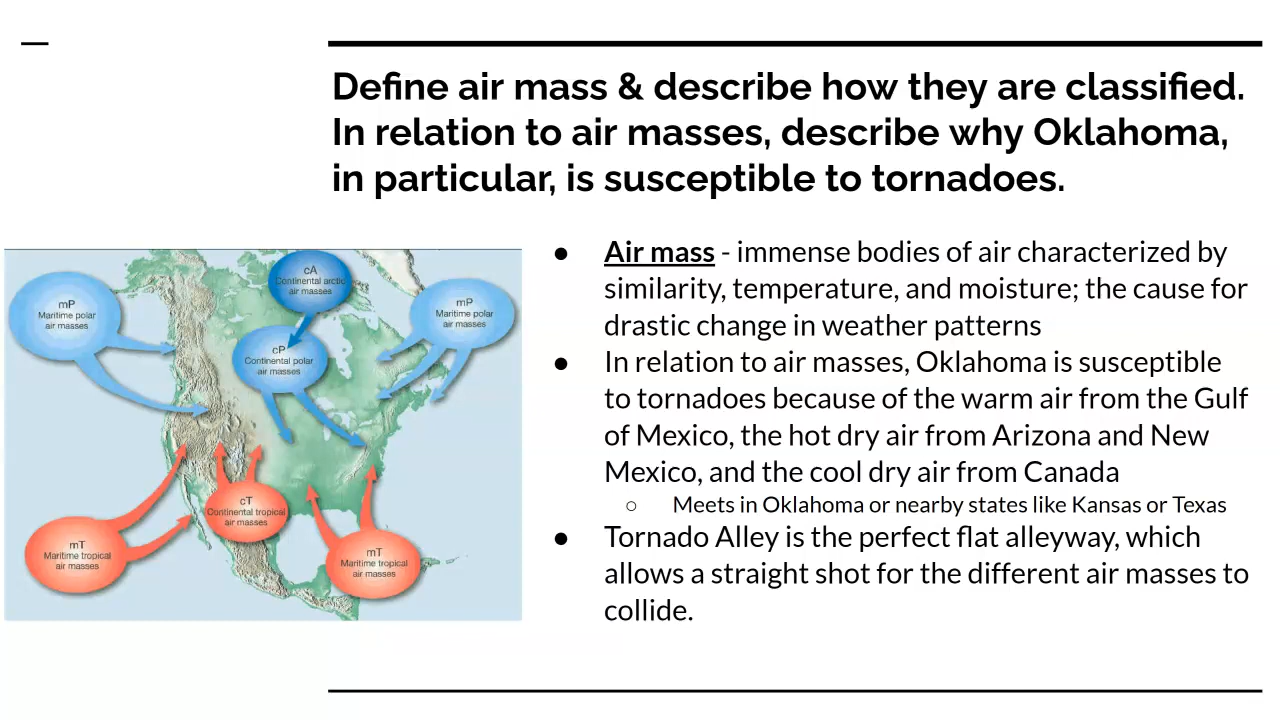 Define air mass & describe how they are classified.
In relation to air masses, describe why Oklahoma,
in particular, is susceptible to tornadoes.
mP
Maritime polar
air masses
cA
Continental arctic
air masses
mP
Maritime polar
air masses
cP
Continental polar
air masses
cT
Continental tropical
air masses
mT
Maritime tropical
air masses
mT
Maritime tropical
air masses
● Air mass - immense bodies of air characterized by
similarity, temperature, and moisture; the cause for
drastic change in weather patterns
● In relation to air masses, Oklahoma is susceptible
to tornadoes because of the warm air from the Gulf
of Mexico, the hot dry air from Arizona and New
Mexico, and the cool dry air from Canada
○ Meets in Oklahoma or nearby states like Kansas or Texas
● Tornado Alley is the perfect flat alleyway, which
allows a straight shot for the different air masses to
collide.